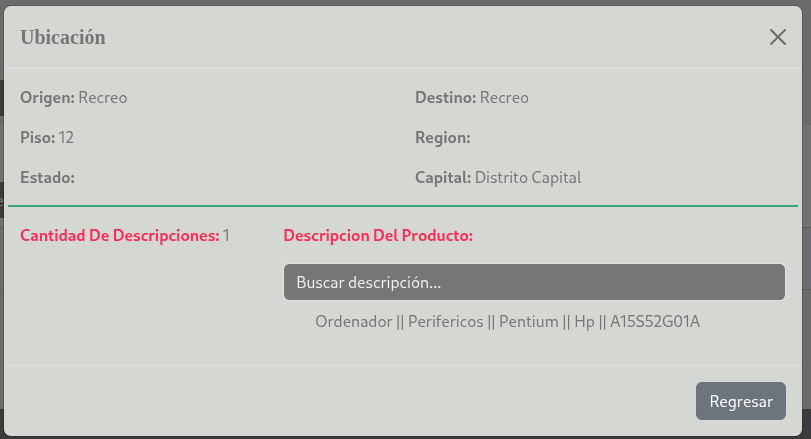 Ubicación
Origen: Recreo
Destino: Recreo
Piso: 12
Region:
Estado:
Capital: Distrito Capital
Cantidad De Descripciones: 1
Descripcion Del Producto:
Buscar descripción...
Ordenador || Perifericos || Pentium || Hp || A15S52G01A
Regresar